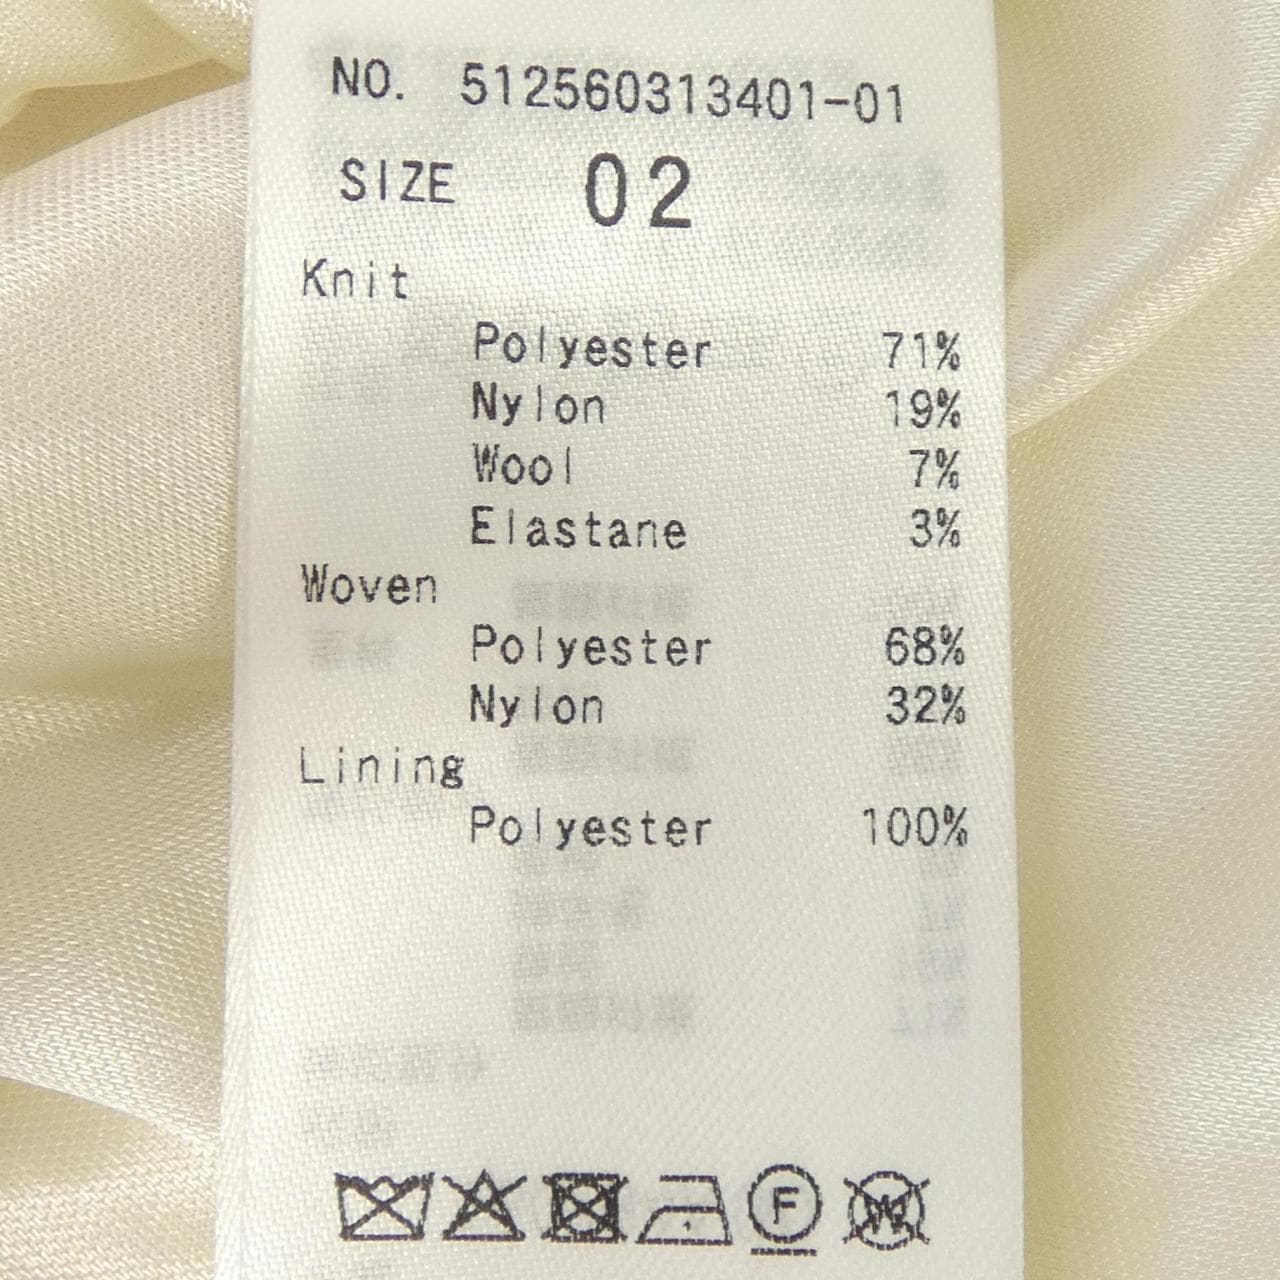 NO. 512560313401-01
SIZE 02
Knit
Polyester 71%
Nylon 19%
Wool 7%
Elastane 3%
Woven
Polyester 68%
Nylon 32%
Lining
Polyester 100%
F W